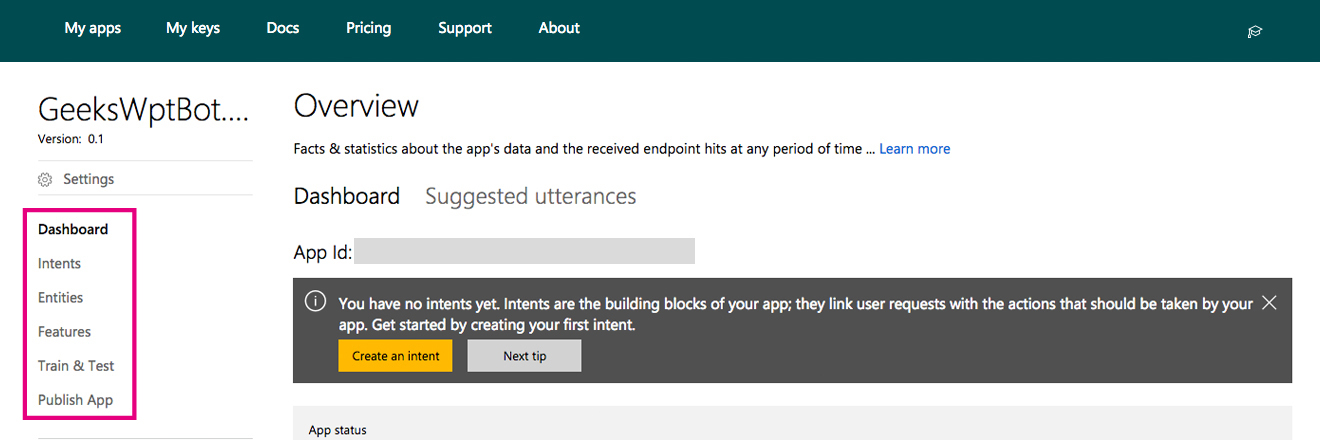 My apps My keys Docs Pricing Support About
GeeksWptBot....
Version: 0.1
Settings
Dashboard
Intents
Entities
Features
Train & Test
Publish App
Overview
Facts & statistics about the app's data and the received endpoint hits at any period of time ... Learn more
Dashboard Suggested utterances
App Id:
You have no intents yet. Intents are the building blocks of your app; they link user requests with the actions that should be taken by your
app. Get started by creating your first intent.
Create an intent Next tip
App status